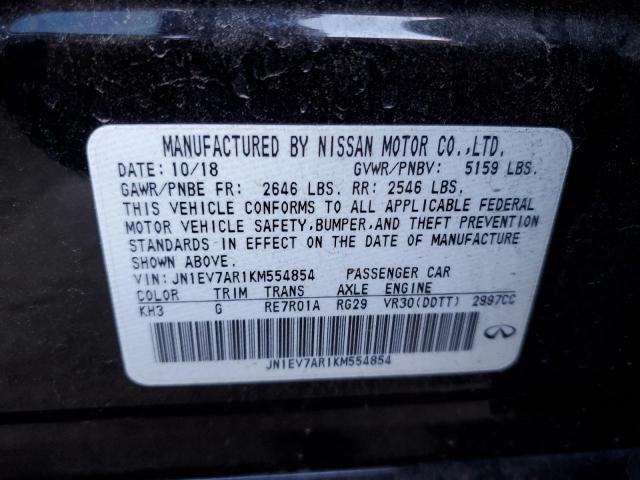 MANUFACTURED BY NISSAN MOTOR CO.,LTD.
DATE: 10/18 GVWR/PNBV: 5159 LBS.
GAWR/PNBE FR: 2646 LBS. RR: 2546 LBS.
THIS VEHICLE CONFORMS TO ALL APPLICABLE FEDERAL
MOTOR VEHICLE SAFETY,BUMPER,AND THEFT PREVENTION
STANDARDS IN EFFECT ON THE DATE OF MANUFACTURE
SHOWN ABOVE.
VIN: JN1EV7AR1KM554854 PASSENGER CAR
COLOR TRIM TRANS AXLE ENGINE
KH3 G RE7R01A RG29 VR30(DDTT) 2997CC
JN1EV7AR1KM554854